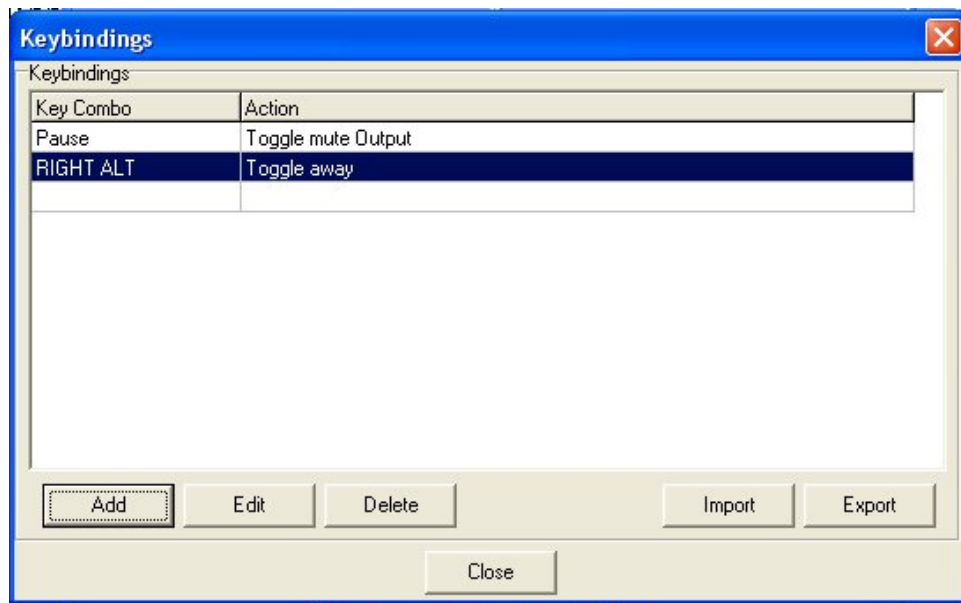 Keybindings
Keybindings
Key Combo Action
Pause Toggle mute Output
RIGHT ALT Toggle away
Add Edit Delete Import Export
Close